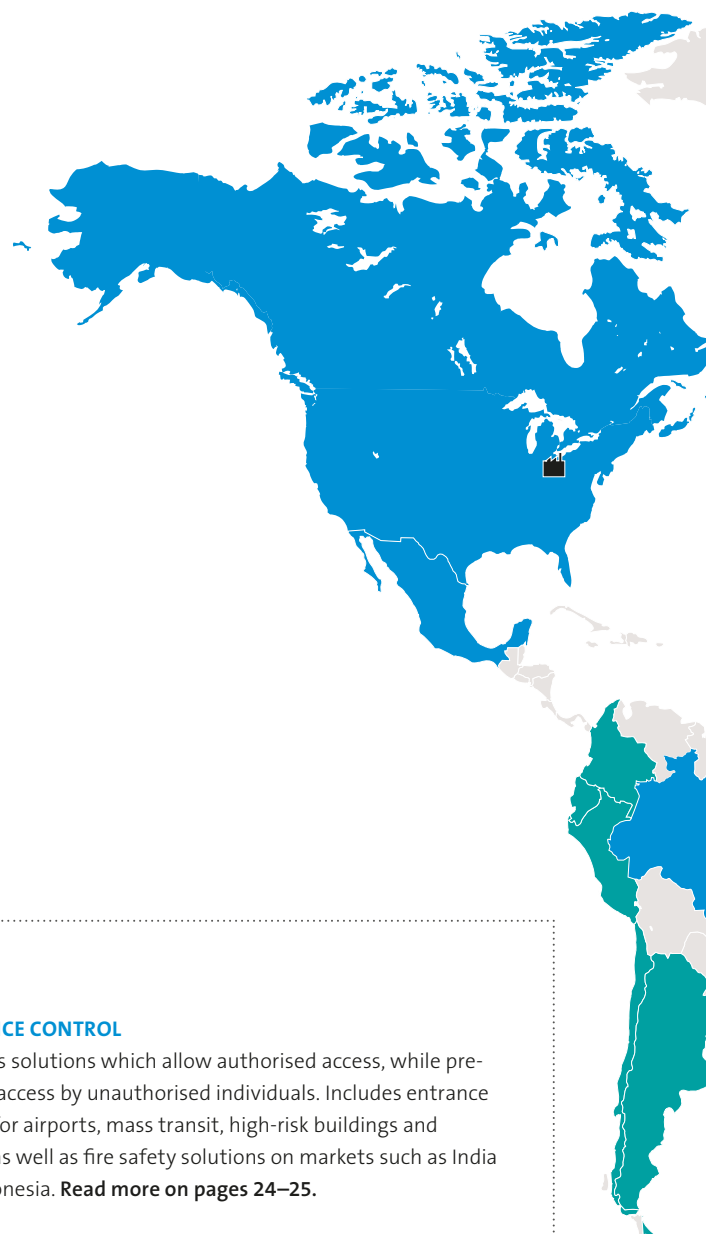 CE CONTROL
s solutions which allow authorised access, while pre-
access by unauthorised individuals. Includes entrance
or airports, mass transit, high-risk buildings and
s well as fire safety solutions on markets such as India
onesia. Read more on pages 24–25.